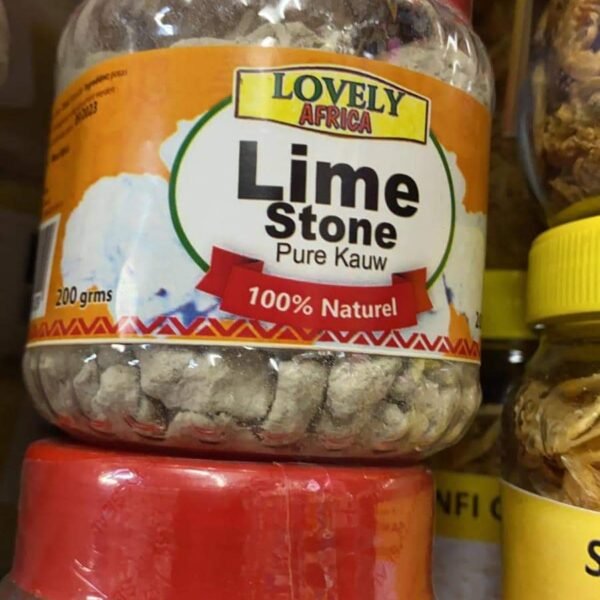 LOVELY
AFRICA
Lime
Stone
Pure Kauw
100% Naturel
200 grms
NFI
S